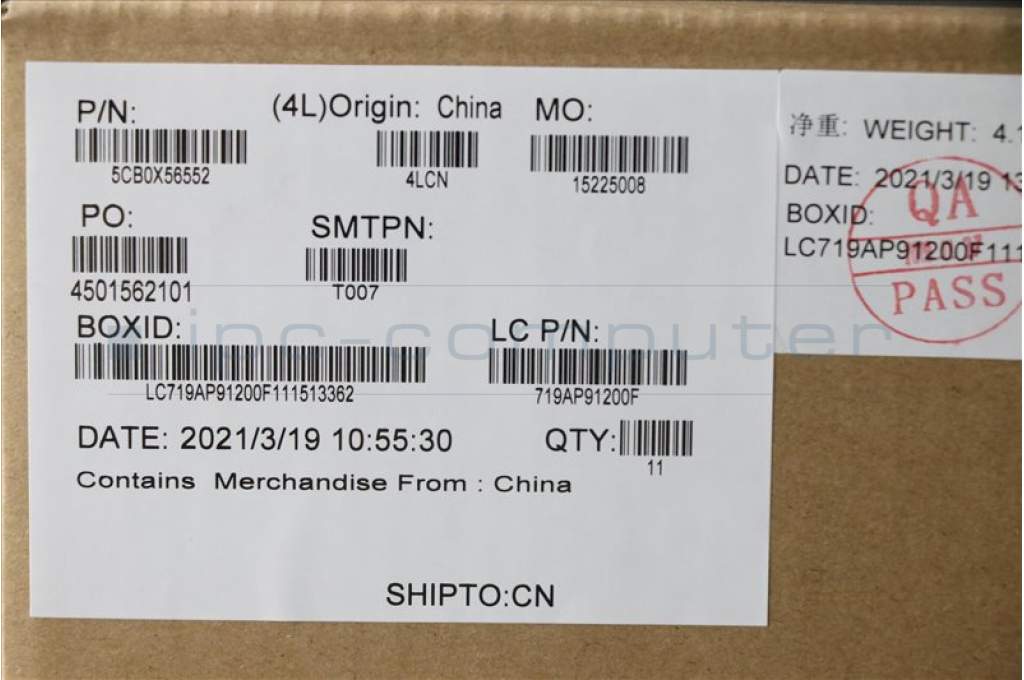 P/N: (4L)Origin: China MO:
5CB0X56552 4LCN 15225008
PO: SMTPN:
4501562101 T007
BOXID: LC P/N:
LC719AP91200F111513362 719AP91200F
DATE: 2021/3/19 10:55:30 QTY:
11
Contains Merchandise From : China
SHIPTO:CN
净重: WEIGHT: 4.1
DATE: 2021/3/19 13
BOXID:
LC719AP91200F111
QA
PASS
ipc-computer